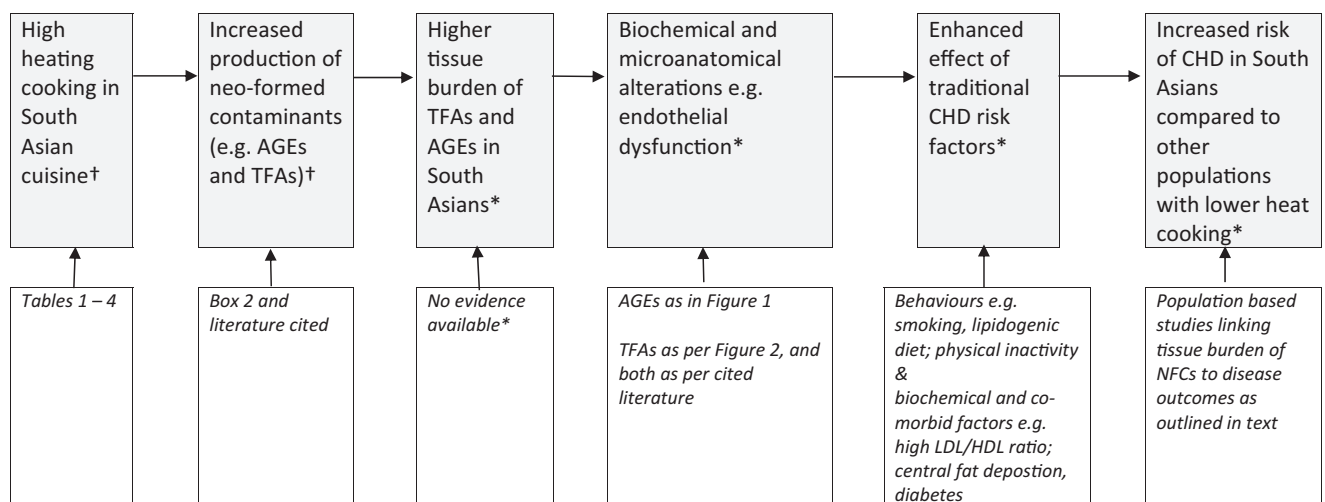 High
heating
cooking in
South
Asian
cuisine†
Increased
production of
neo-formed
contaminants
(e.g. AGEs
and TFAs)†
Higher
tissue
burden of
TFAs and
AGEs in
South
Asians*
Biochemical and
microanatomical
alterations e.g.
endothelial
dysfunction*
Enhanced
effect of
traditional
CHD risk
factors*
Increased risk
of CHD in South
Asians
compared to
other
populations
with lower heat
cooking*
Tables 1 – 4
Box 2 and
literature cited
No evidence
available*
AGEs as in Figure 1
TFAs as per Figure 2, and
both as per cited
literature
Behaviours e.g.
smoking, lipidogenic
diet; physical inactivity
&
biochemical and co-
morbid factors e.g.
high LDL/HDL ratio;
central fat depostion,
diabetes
Population based
studies linking
tissue burden of
NFCs to disease
outcomes as
outlined in text